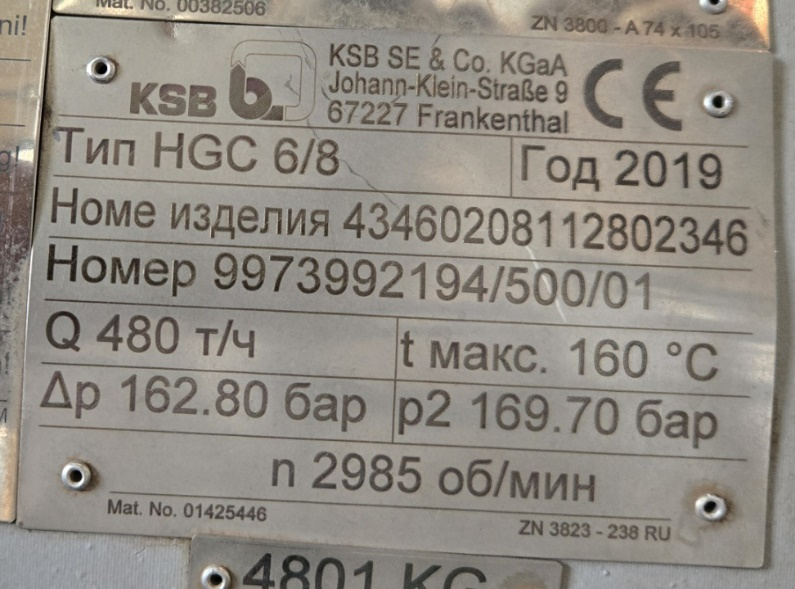 Mat. No. 00382506
ZN 3800 - A 74 x 105
ni!
KSB b.
KSB SE & Co. KGaA
Johann-Klein-Straße 9
67227 Frankenthal
CE
Тип HGC 6/8
Год 2019
Номе изделия 43460208112802346
Номер 9973992194/500/01
Q 480 т/ч
t макс. 160 °C
Δp 162.80 бар
p2 169.70 бар
n 2985 об/мин
Mat. No. 01425446
ZN 3823 - 238 RU
4801 KG